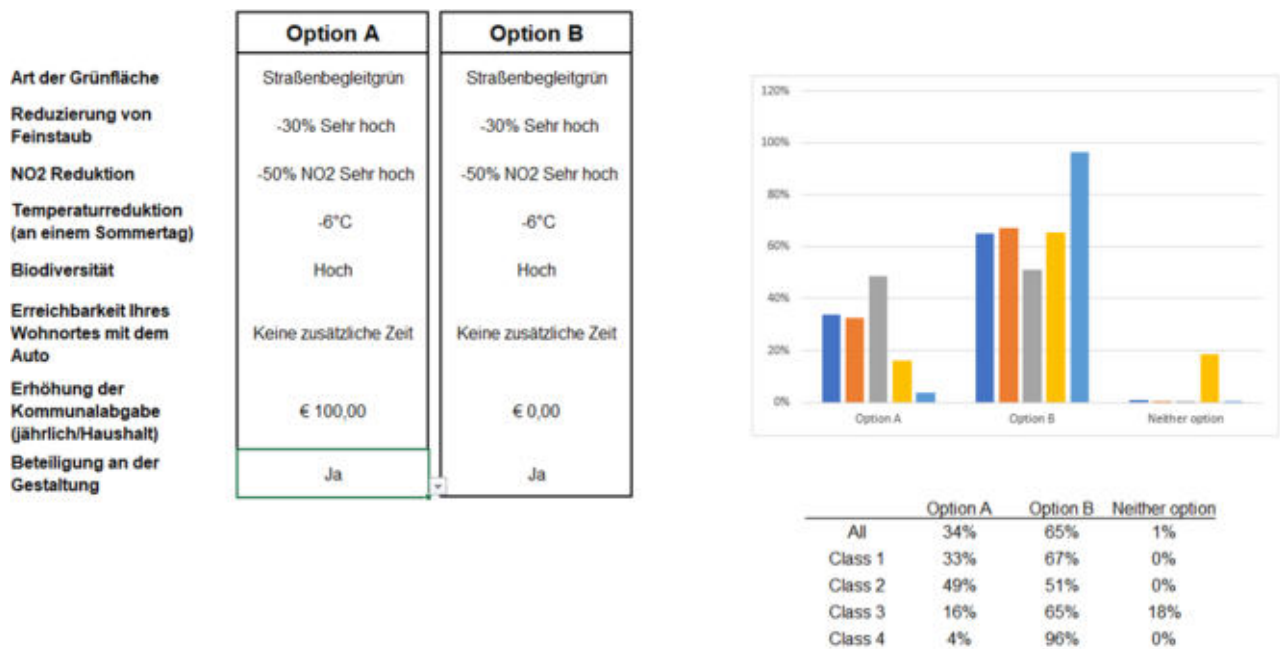 Option A
Option B
Art der Grünfläche
Straßenbegleitgrün
Straßenbegleitgrün
Reduzierung von
Feinstaub
-30% Sehr hoch
-30% Sehr hoch
NO2 Reduktion
-50% NO2 Sehr hoch
-50% NO2 Sehr hoch
Temperaturreduktion
(an einem Sommertag)
-6°C
-6°C
Biodiversität
Hoch
Hoch
Erreichbarkeit Ihres
Wohnortes mit dem
Auto
Keine zusätzliche Zeit
Keine zusätzliche Zeit
Erhöhung der
Kommunalabgabe
(jährlich/Haushalt)
€ 100,00
€ 0,00
Beteiligung an der
Gestaltung
Ja
Ja
120%
100%
80%
60%
40%
20%
0%
Option A
Option B
Neither option
Option A Option B Neither option
All 34% 65% 1%
Class 1 33% 67% 0%
Class 2 49% 51% 0%
Class 3 16% 65% 18%
Class 4 4% 96% 0%